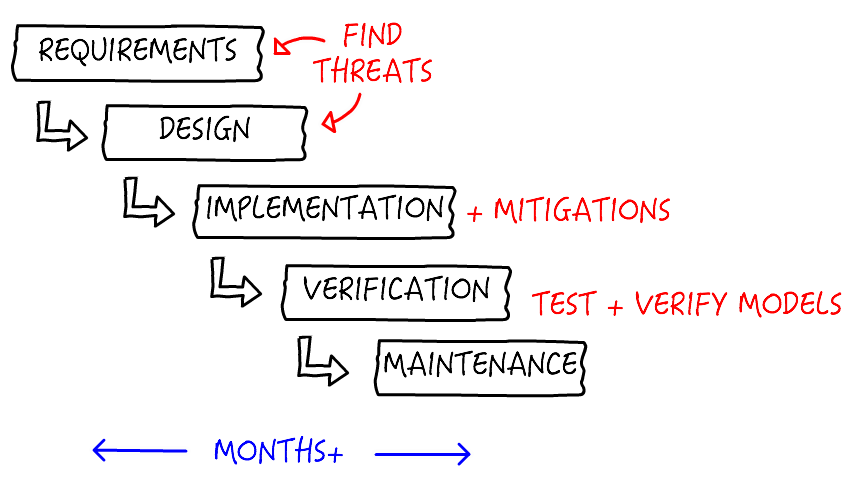 REQUIREMENTS
FIND
THREATS
DESIGN
IMPLEMENTATION
+ MITIGATIONS
VERIFICATION
TEST + VERIFY MODELS
MAINTENANCE
MONTHS+